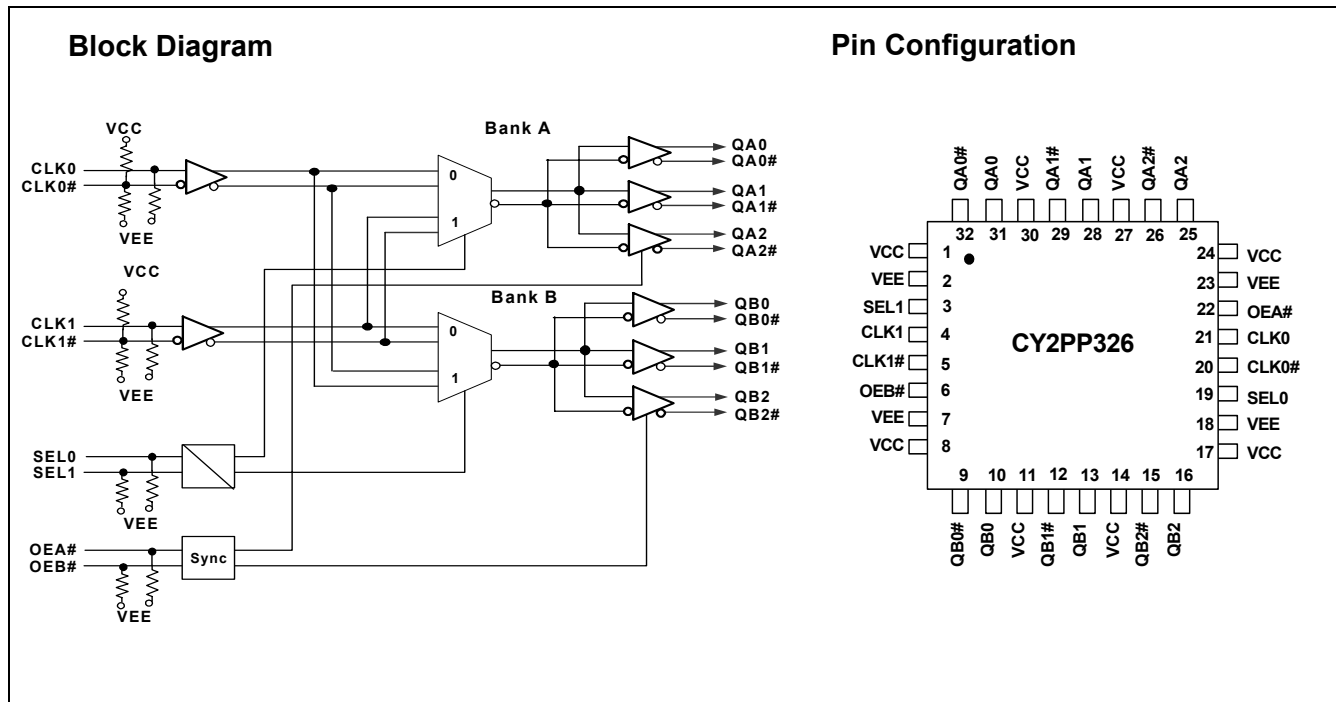 Block Diagram
Pin Configuration
VCC
CLK0
CLK0#
VEE
VCC
CLK1
CLK1#
VEE
SEL0
SEL1
VEE
OEA#
OEB#
VEE
Sync
Bank A
0
1
QA0
QA0#
QA1
QA1#
QA2
QA2#
Bank B
0
1
QB0
QB0#
QB1
QB1#
QB2
QB2#
QA0# QA0 VCC QA1# QA1 VCC QA2# QA2
32 31 30 29 28 27 26 25
VCC 1
VEE 2
SEL1 3
CLK1 4
CLK1# 5
OEB# 6
VEE 7
VCC 8
CY2PP326
24 VCC
23 VEE
22 OEA#
21 CLK0
20 CLK0#
19 SEL0
18 VEE
17 VCC
9 10 11 12 13 14 15 16
QB0# QB0 VCC QB1# QB1 VCC QB2# QB2